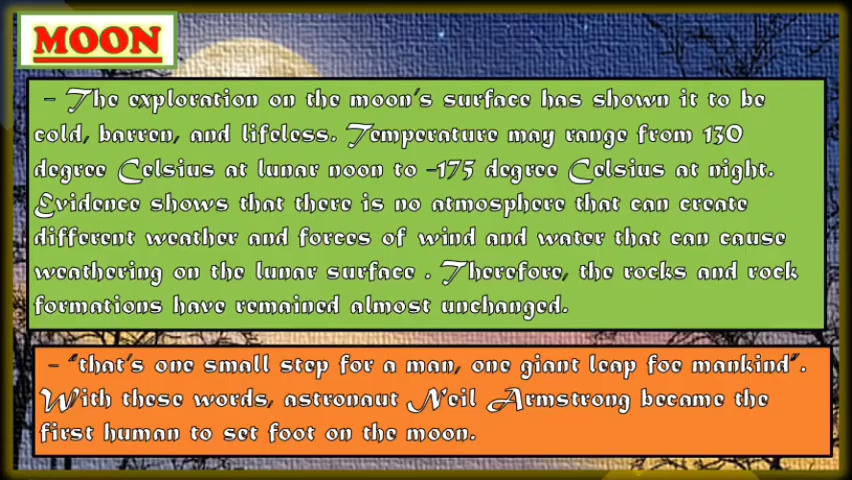 MOON
- The exploration on the moon's surface has shown it to be
cold, barren, and lifeless. Temperature may range from 130
degree Celsius at lunar noon to -175 degree Celsius at night.
Evidence shows that there is no atmosphere that can create
different weather and forces of wind and water that can cause
weathering on the lunar surface . Therefore, the rocks and rock
formations have remained almost unchanged.
- "that's one small step for a man, one giant leap foe mankind".
With these words, astronaut Neil Armstrong became the
first human to set foot on the moon.